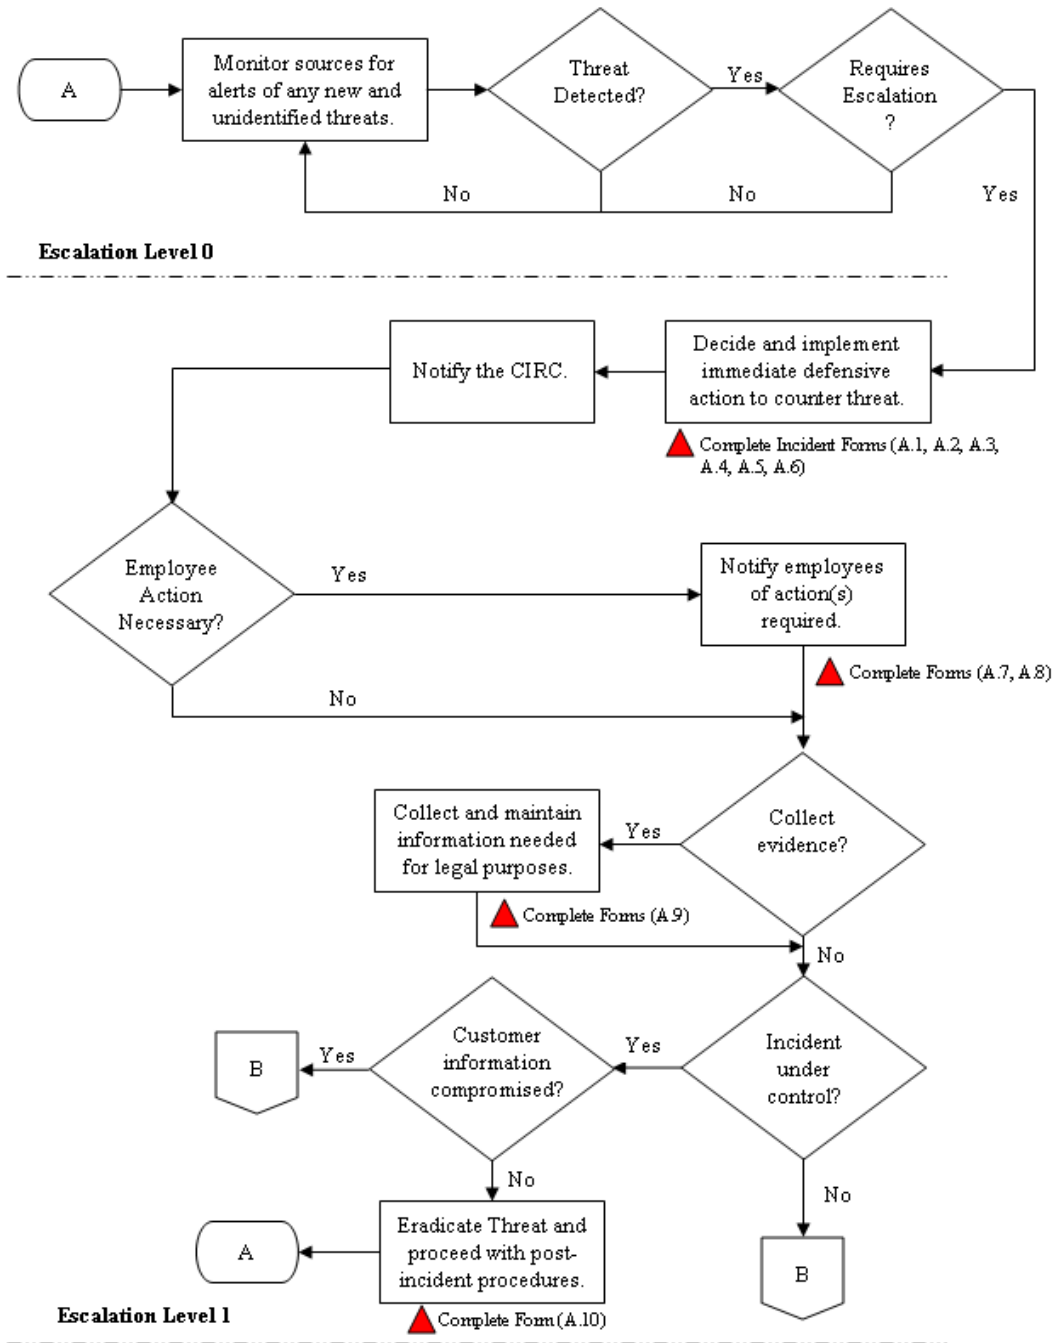 A
Monitor sources for
alerts of any new and
unidentified threats.
Threat
Detected?
Yes
Requires
Escalation
?
No
No
Yes
Escalation Level 0
Notify the CIRC.
Decide and implement
immediate defensive
action to counter threat.
Complete Incident Forms (A.1, A.2, A.3,
A.4, A.5, A.6)
Employee
Action
Necessary?
Yes
Notify employees
of action(s)
required.
Complete Forms (A.7, A.8)
No
Collect
evidence?
Yes
Collect and maintain
information needed
for legal purposes.
Complete Forms (A.9)
No
Incident
under
control?
Yes
Customer
information
compromised?
Yes
B
No
No
B
Eradicate Threat and
proceed with post-
incident procedures.
A
Complete Form (A.10)
Escalation Level 1